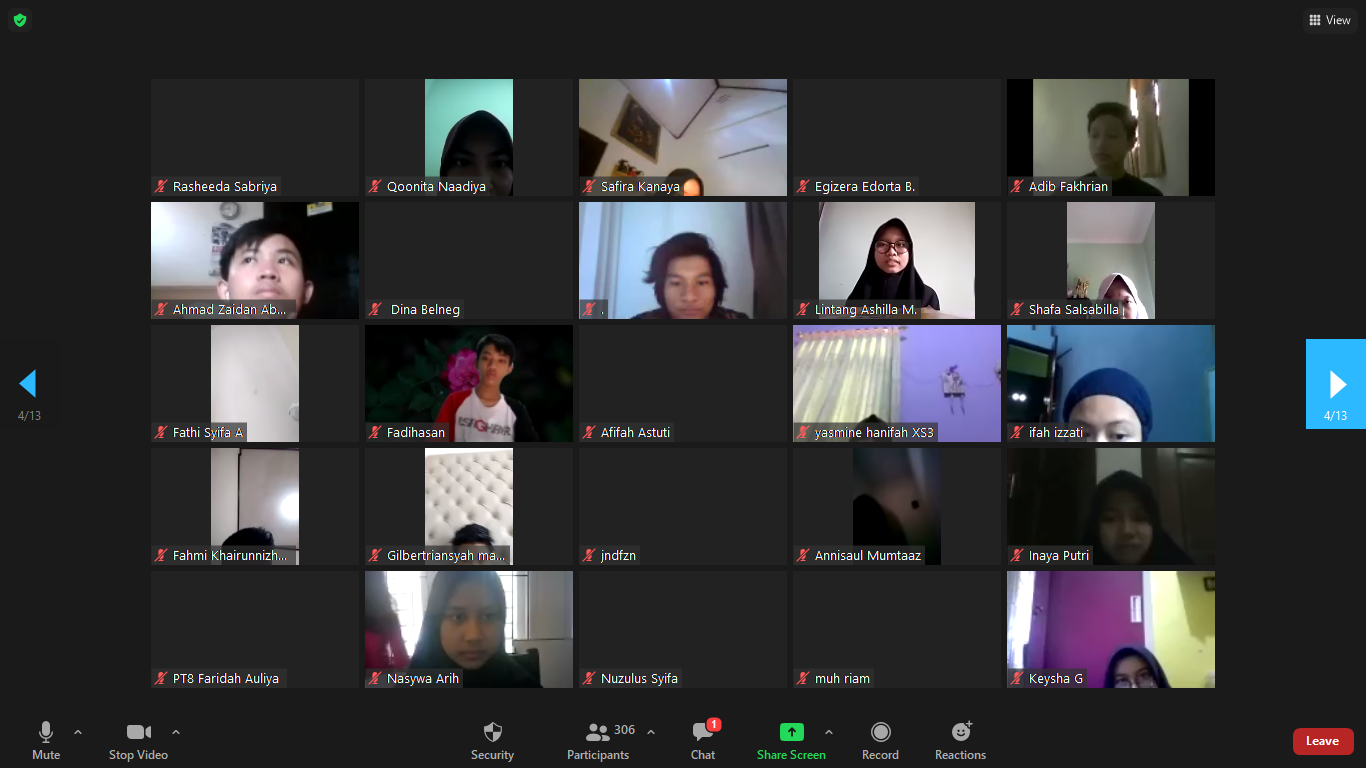 View
Rasheeda Sabriya
Qoonita Naadiya
Safira Kanaya
Egizera Edorta B.
Adib Fakhrian
Ahmad Zaidan Ab...
Dina Belneg
.
Lintang Ashilla M.
Shafa Salsabilla
Fathi Syifa A
Fadihasan
Afifah Astuti
yasmine hanifah XS3
ifah izzati
4/13
4/13
Fahmi Khairunnizh...
Gilbertriansyah ma...
jndfzn
Annisaul Mumtaaz
Inaya Putri
PT8 Faridah Auliya
Nasywa Arih
Nuzulus Syifa
muh riam
Keysha G
306
1
Mute
Stop Video
Security
Participants
Chat
Share Screen
Record
Reactions
Leave